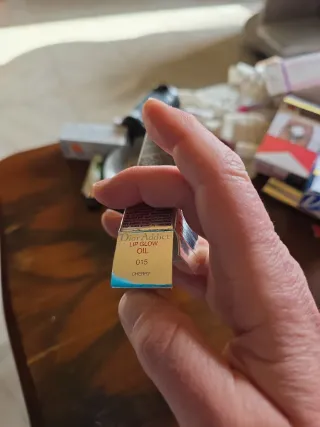 Dior Addict
LIP GLOW
OIL
015
CHERRY